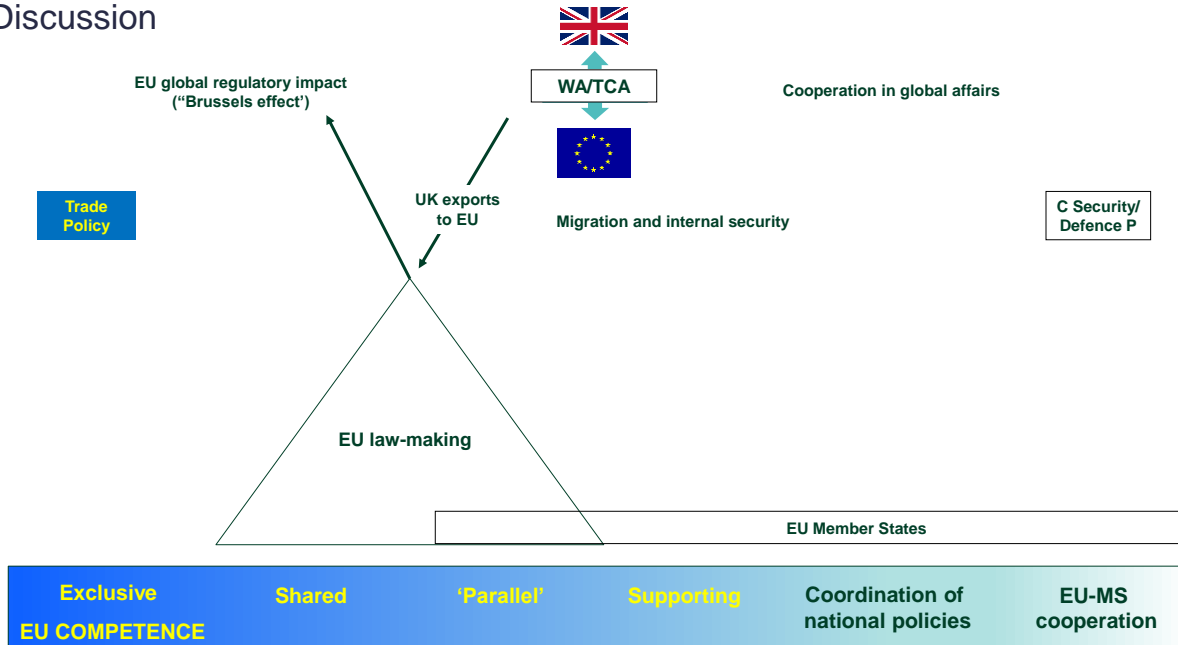 Discussion
EU global regulatory impact
(“Brussels effect’)
WA/TCA
Cooperation in global affairs
Trade
Policy
UK exports
to EU
Migration and internal security
C Security/
Defence P
EU law-making
EU Member States
Exclusive
EU COMPETENCE
Shared
‘Parallel’
Supporting
Coordination of
national policies
EU-MS
cooperation